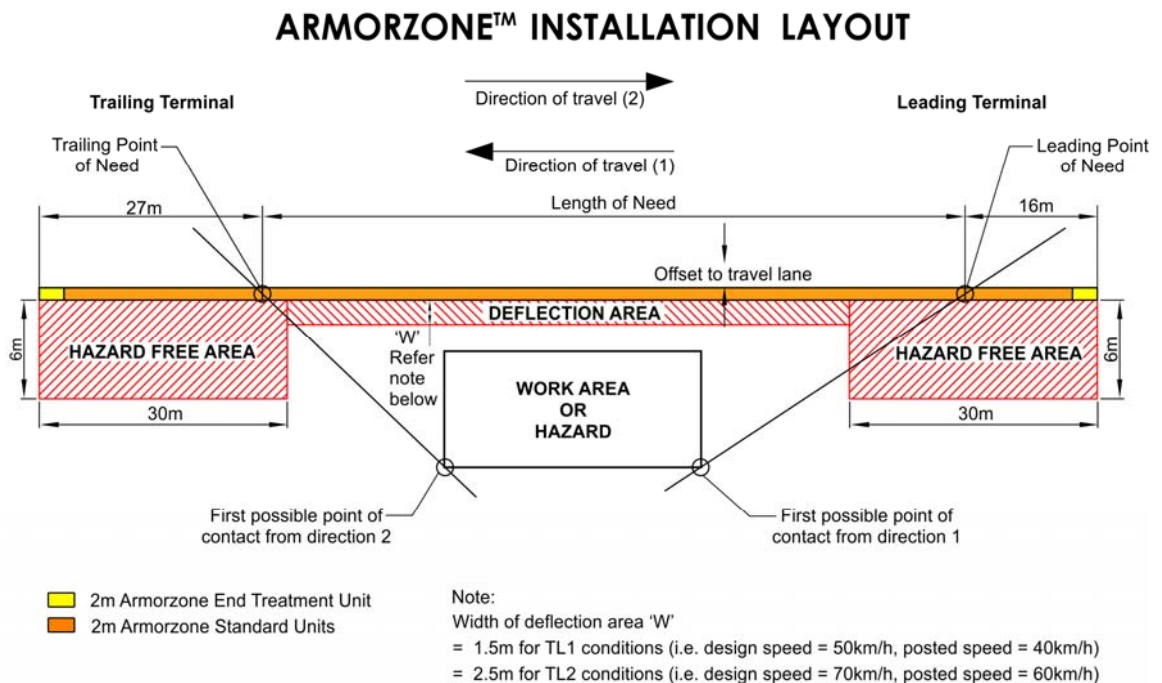 ARMORZONE™ INSTALLATION LAYOUT
Direction of travel (2)
Trailing Terminal
Leading Terminal
Trailing Point
of Need
Direction of travel (1)
Leading Point
of Need
27m
Length of Need
16m
Offset to travel lane
DEFLECTION AREA
6m
HAZARD FREE AREA
'W'
Refer
note
below
HAZARD FREE AREA
6m
WORK AREA
OR
HAZARD
30m
30m
First possible point of
contact from direction 2
First possible point of
contact from direction 1
2m Armorzone End Treatment Unit
2m Armorzone Standard Units
Note:
Width of deflection area 'W'
= 1.5m for TL1 conditions (i.e. design speed = 50km/h, posted speed = 40km/h)
= 2.5m for TL2 conditions (i.e. design speed = 70km/h, posted speed = 60km/h)